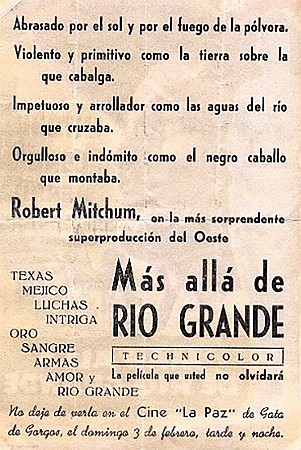 Abrasado por el sol y por el fuego de la pólvora.
Violento y primitivo como la tierra sobre la
que cabalga.
Impetuoso y arrollador como las aguas del río
que cruzaba.
Orgulloso e indómito como el negro caballo
que montaba.
Robert Mitchum, en la más sorprendente
superproducción del Oeste
TEXAS
MEJICO
LUCHAS
INTRIGA
ORO
SANGRE
ARMAS
AMOR y
RIO GRANDE
Más allá de
RIO GRANDE
TECHNICOLOR
La película que usted no olvidará
No deje de verla en el Cine "La Paz" de Gata
de Gorgos, el domingo 3 de febrero, tarde y noche.